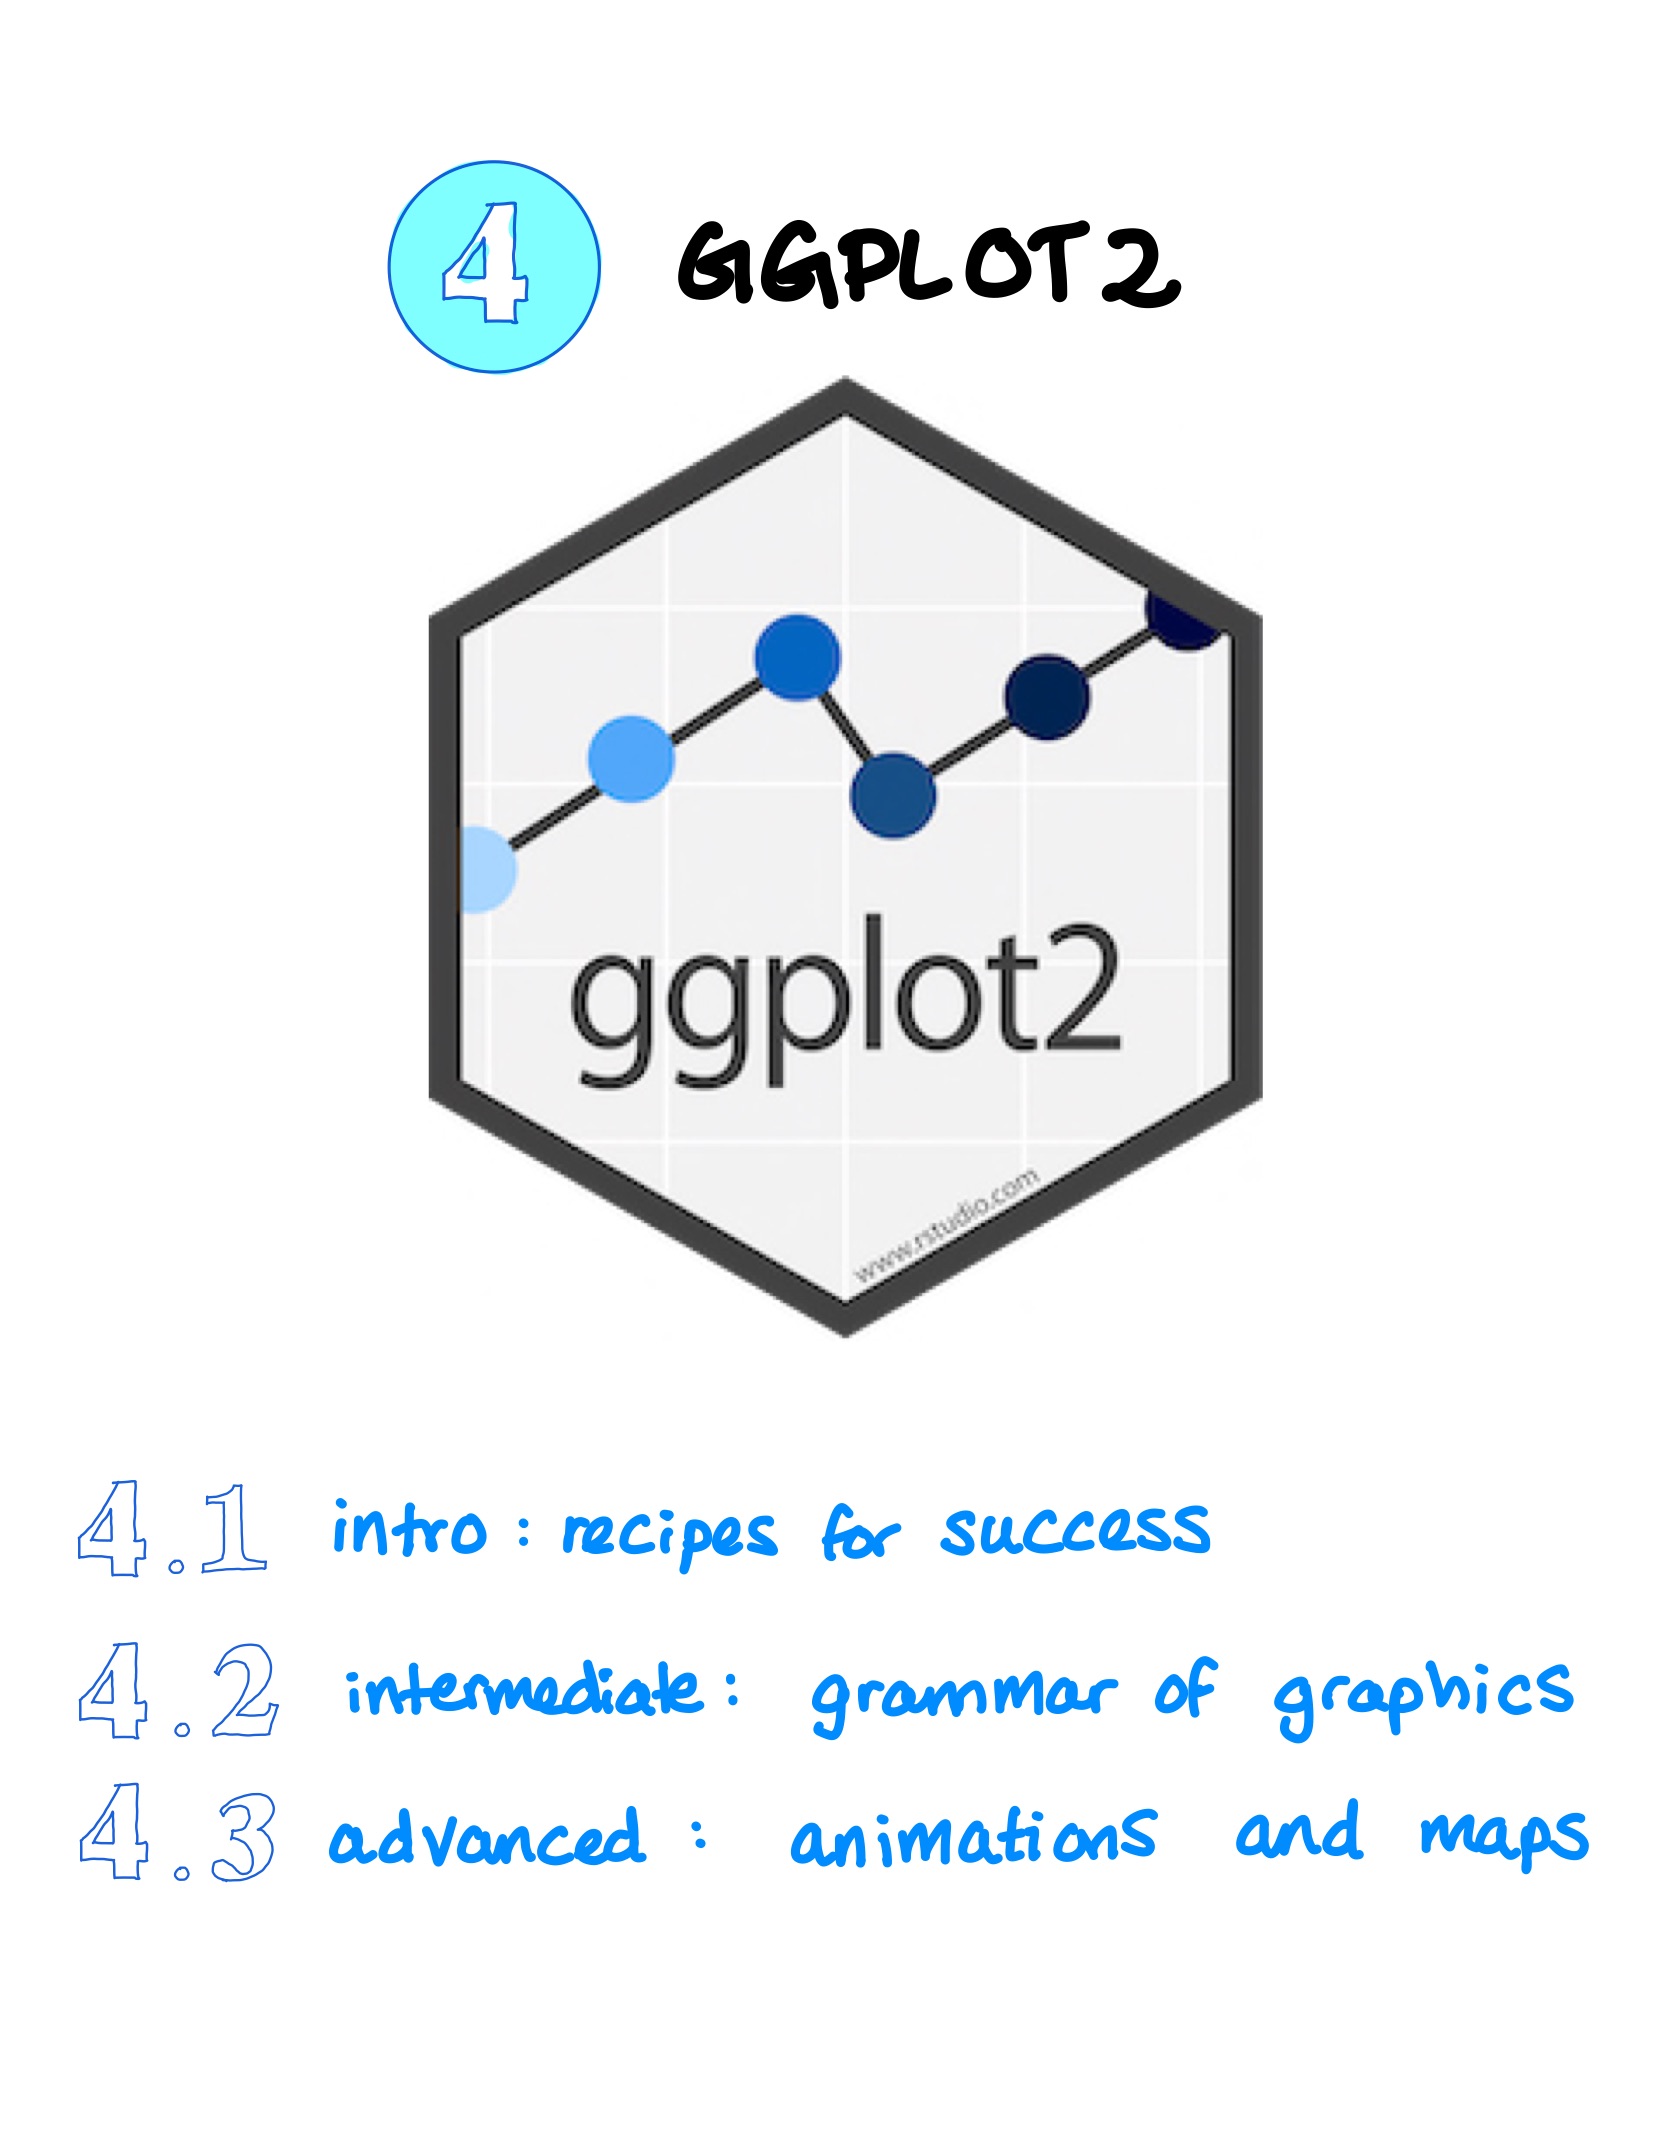 4 GGPLOT2
ggplot2
www.rstudio.com
4.1 intro: recipes for success
4.2 intermediate: grammar of graphics
4.3 advanced: animations and maps